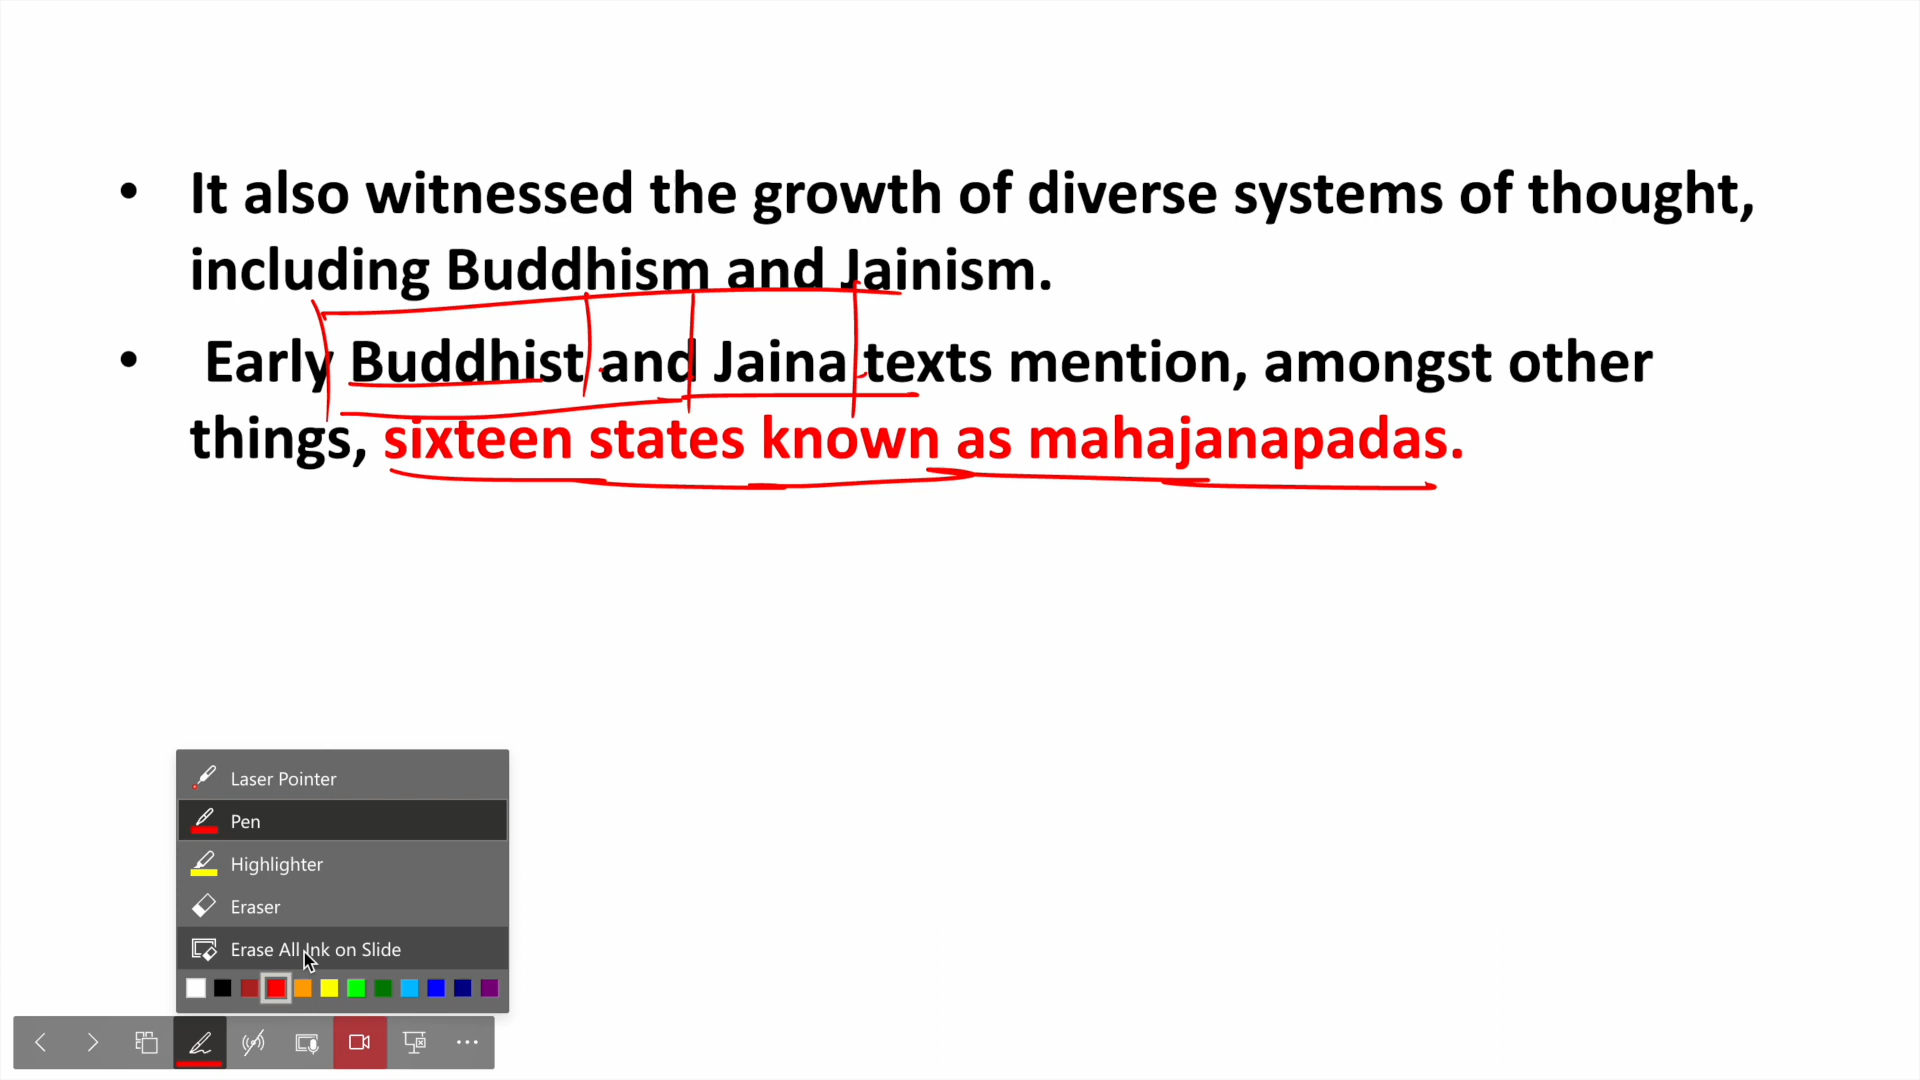 • It also witnessed the growth of diverse systems of thought,
including Buddhism and Jainism.
• Early Buddhist and Jaina texts mention, amongst other
things, sixteen states known as mahajanapadas.
Laser Pointer
Pen
Highlighter
Eraser
Erase All Ink on Slide